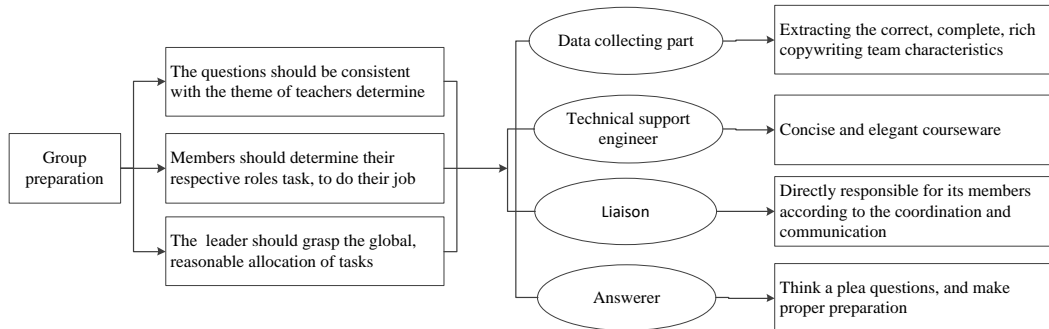 Group
preparation
The questions should be consistent
with the theme of teachers determine
Members should determine their
respective roles task, to do their job
The leader should grasp the global,
reasonable allocation of tasks
Data collecting part
Technical support
engineer
Liaison
Answerer
Extracting the correct, complete, rich
copywriting team characteristics
Concise and elegant courseware
Directly responsible for its members
according to the coordination and
communication
Think a plea questions, and make
proper preparation